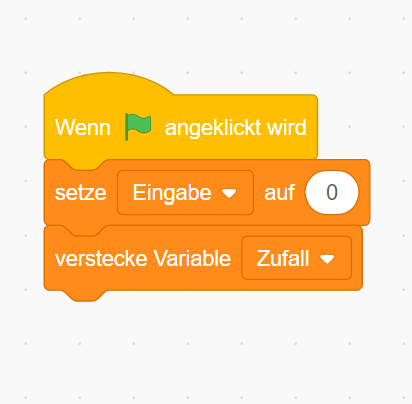 Wenn angeklickt wird
setze Eingabe auf 0
verstecke Variable Zufall